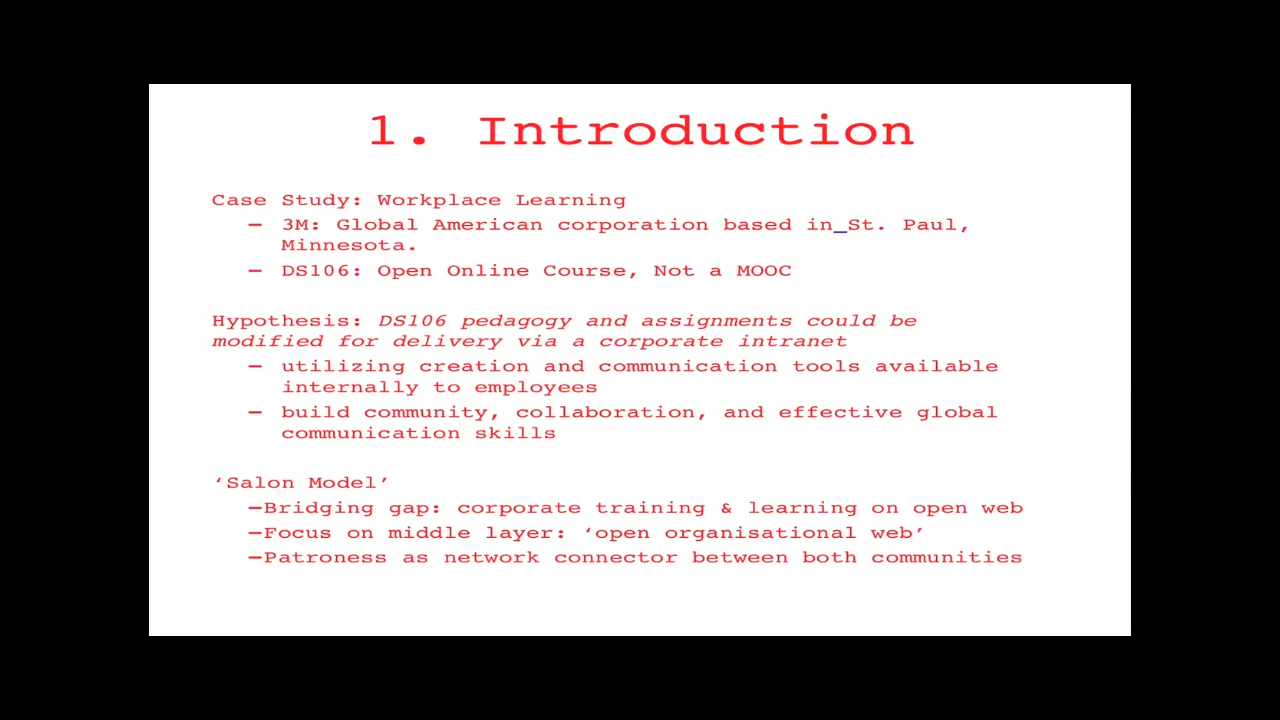 1. Introduction
Case Study: Workplace Learning
– 3M: Global American corporation based in_St. Paul,
Minnesota.
– DS106: Open Online Course, Not a MOOC
Hypothesis: DS106 pedagogy and assignments could be
modified for delivery via a corporate intranet
– utilizing creation and communication tools available
internally to employees
– build community, collaboration, and effective global
communication skills
‘Salon Model’
–Bridging gap: corporate training & learning on open web
–Focus on middle layer: ‘open organisational web’
–Patroness as network connector between both communities